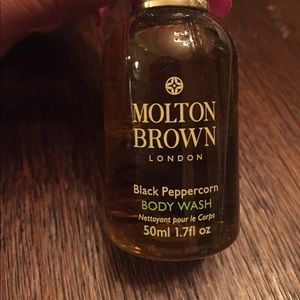 MOLTON
BROWN
LONDON
Black Peppercorn
BODY WASH
Nettoyant pour le Corps
50ml 1.7fl oz